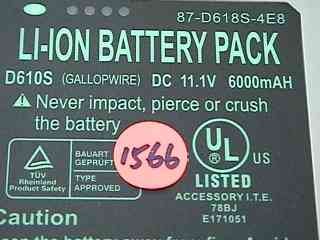 87-D618S-4E8
LI-ION BATTERY PACK
D610S (GALLOPWIRE) DC 11.1V 6000mAH
Never impact, pierce or crush
the battery
TÜV
Rheinland
Product Safety
BAUART
GEPRÜFT
TYPE
APPROVED
1566
UL
US
LISTED
ACCESSORY I.T.E.
78BJ
E171051
Caution